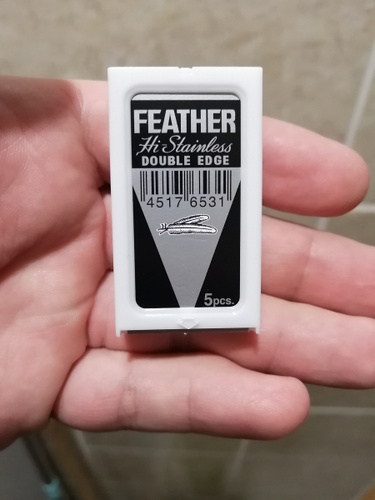 FEATHER
Hi-Stainless
DOUBLE EDGE
4517 6531
5pcs.